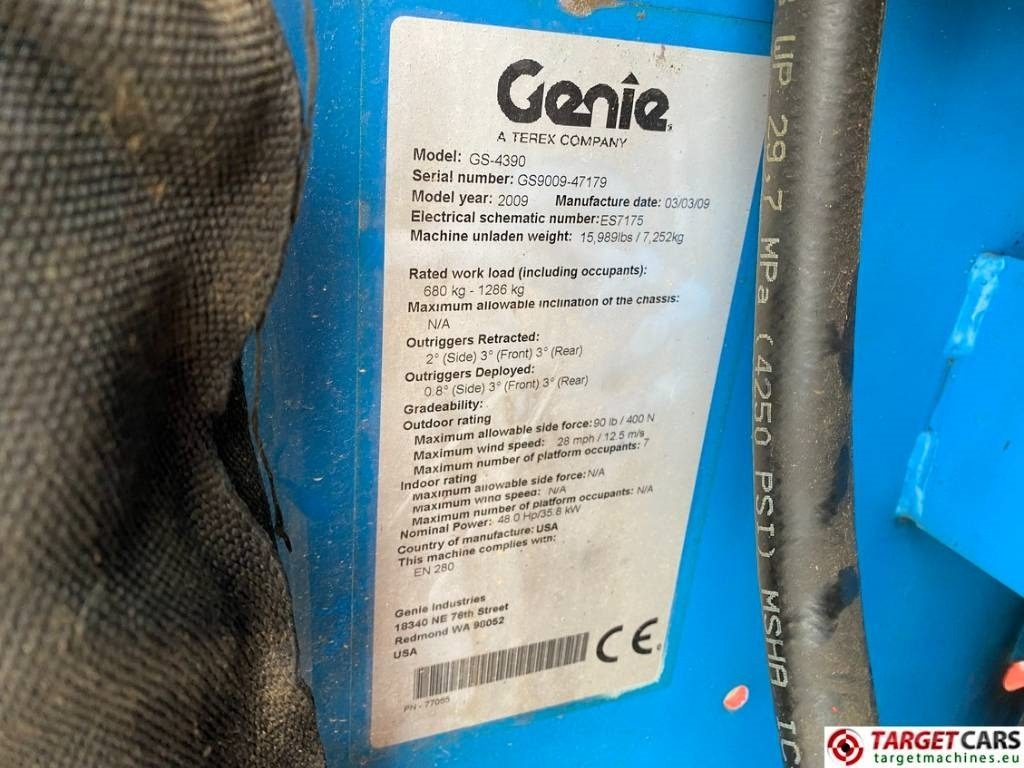 Genie
A TEREX COMPANY
Model: GS-4390
Serial number: GS9009-47179
Model year: 2009 Manufacture date: 03/03/09
Electrical schematic number: ES7175
Machine unladen weight: 15,989lbs / 7,252kg
Rated work load (including occupants):
680 kg - 1286 kg
Maximum allowable inclination of the chassis:
N/A
Outriggers Retracted:
2° (Side) 3° (Front) 3° (Rear)
Outriggers Deployed:
0.8° (Side) 3° (Front) 3° (Rear)
Gradeability:
Outdoor rating
Maximum allowable side force: 90 lb / 400 N
Maximum wind speed: 28 mph / 12.5 m/s
Maximum number of platform occupants: 7
Indoor rating
Maximum allowable side force: N/A
Maximum wind speed: N/A
Maximum number of platform occupants: N/A
Nominal Power: 48.0 Hp/35.8 kW
Country of manufacture: USA
This machine complies with:
EN 280
Genie Industries
18340 NE 76th Street
Redmond WA 98052
USA
CE
PN - 77055
WP 29.7 MPa (4250 PSI) MSHA IC
TARGETCARS
targetmachines.eu